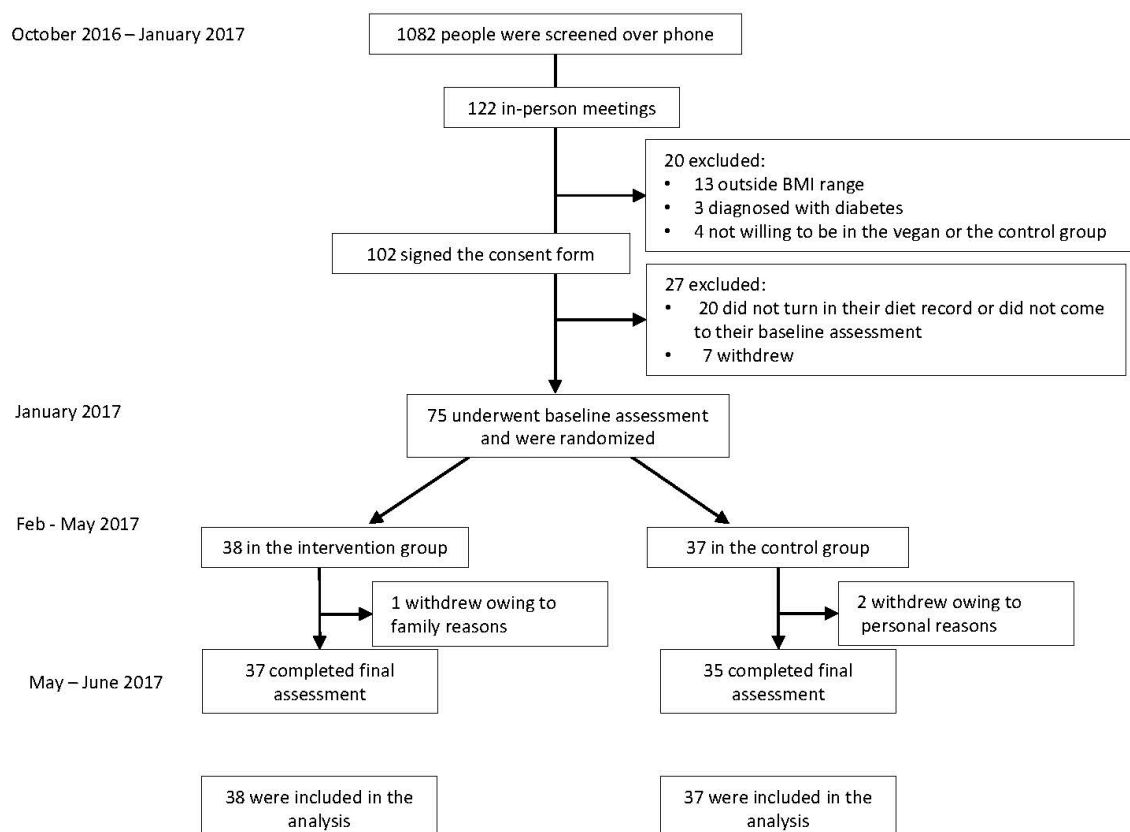 October 2016 – January 2017
1082 people were screened over phone
122 in-person meetings
20 excluded:
• 13 outside BMI range
• 3 diagnosed with diabetes
• 4 not willing to be in the vegan or the control group
102 signed the consent form
27 excluded:
• 20 did not turn in their diet record or did not come
to their baseline assessment
• 7 withdrew
January 2017
75 underwent baseline assessment
and were randomized
Feb - May 2017
38 in the intervention group
37 in the control group
1 withdrew owing to
family reasons
2 withdrew owing to
personal reasons
May – June 2017
37 completed final
assessment
35 completed final
assessment
38 were included in the
analysis
37 were included in the
analysis